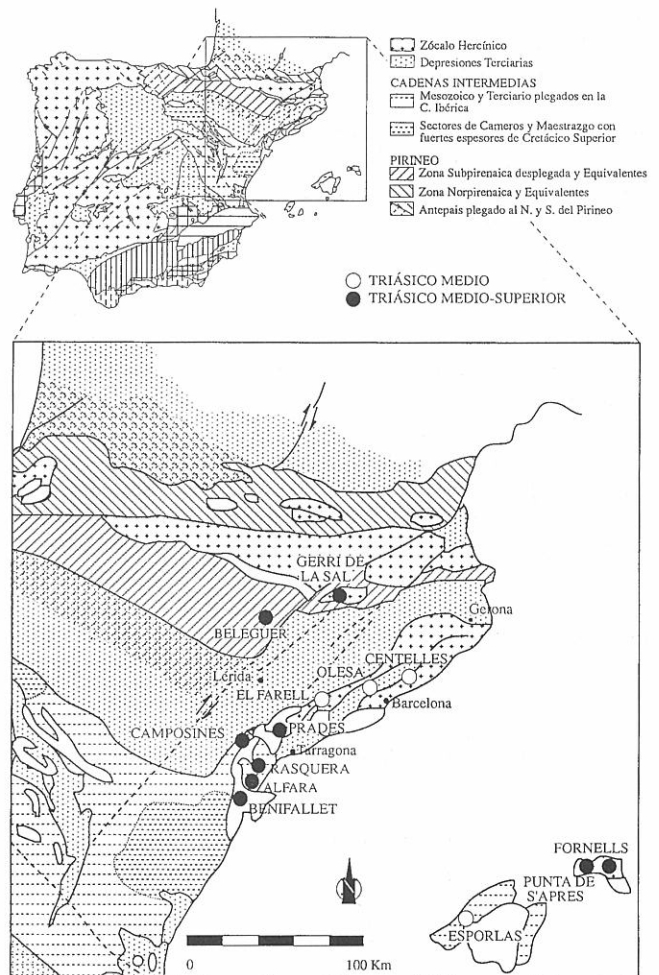 Zócalo Hercínico
Depresiones Terciarias
CADENAS INTERMEDIAS
Mesozoico y Terciario plegados en la
C. Ibérica
Sectores de Cameros y Maestrazgo con
fuertes espesores de Cretácico Superior
PIRINEO
Zona Subpirenaica desplegada y Equivalentes
Zona Norpirenaica y Equivalentes
Antepais plegado al N. y S. del Pirineo
TRIÁSICO MEDIO
TRIÁSICO MEDIO-SUPERIOR
GERRI DE
LA SAL
BELEGUER
Gerona
CENTELLES
OLESA
Lérida
EL FARELL
Barcelona
CAMPOSINES
PRADES
Tarragona
RASQUERA
ALFARA
BENIFALLET
FORNELLS
PUNTA DE
S'APRES
ESPORLAS
N
0 100 Km